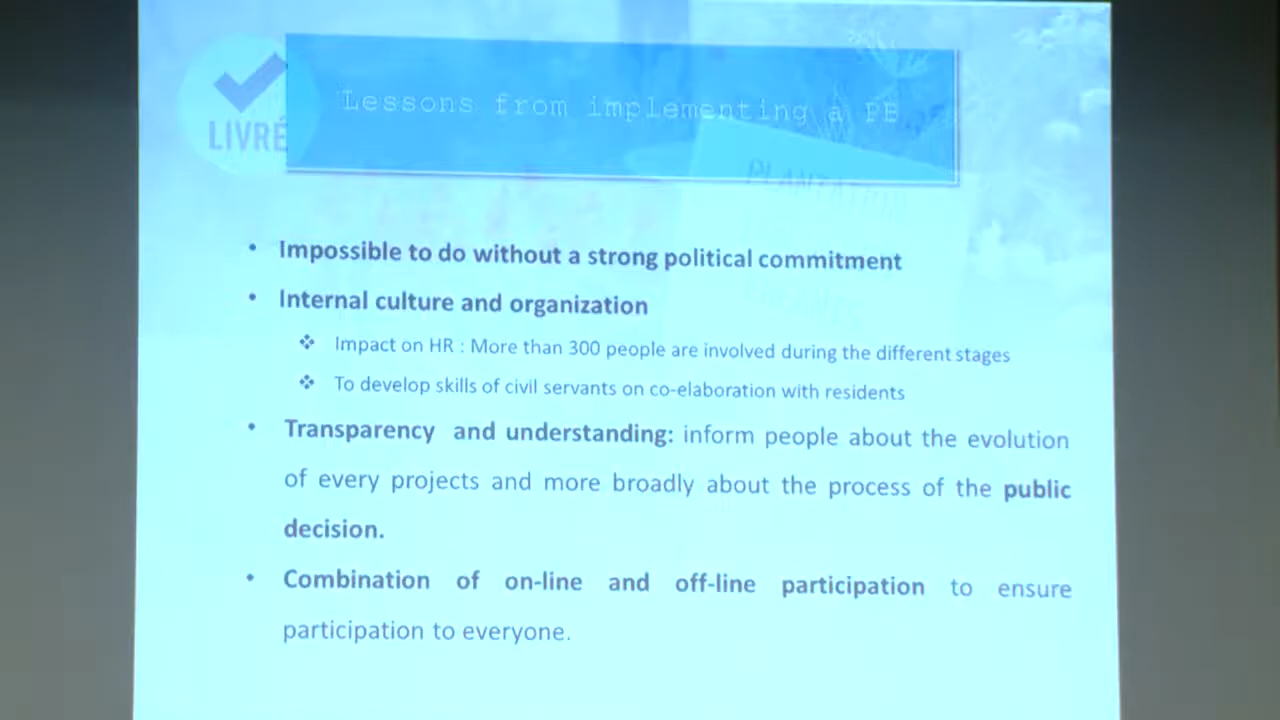 LIVRÉ
Lessons from implementing a PB
• Impossible to do without a strong political commitment
• Internal culture and organization
❖ Impact on HR : More than 300 people are involved during the different stages
❖ To develop skills of civil servants on co-elaboration with residents
• Transparency and understanding: inform people about the evolution
of every projects and more broadly about the process of the public
decision.
• Combination of on-line and off-line participation to ensure
participation to everyone.